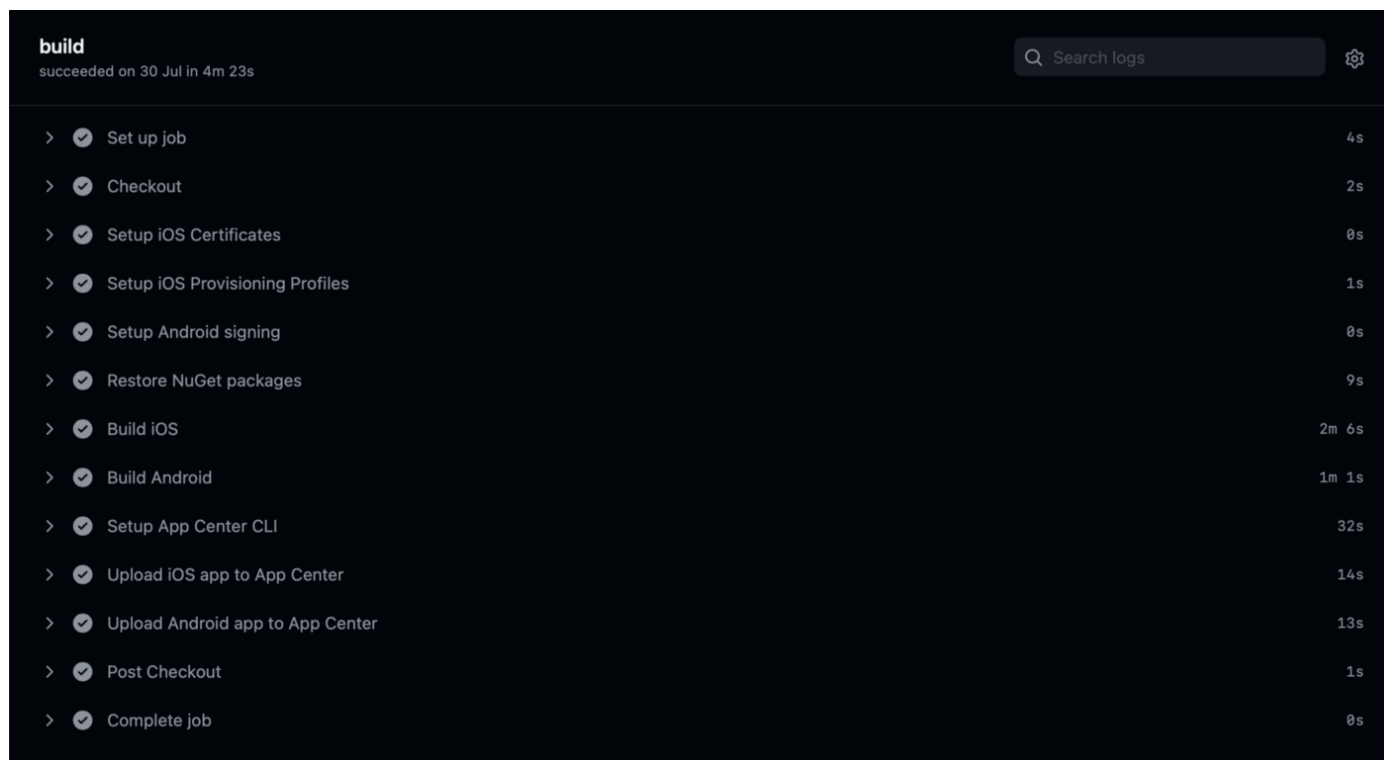 build
succeeded on 30 Jul in 4m 23s
Search logs
Set up job 4s
Checkout 2s
Setup iOS Certificates 0s
Setup iOS Provisioning Profiles 1s
Setup Android signing 0s
Restore NuGet packages 9s
Build iOS 2m 6s
Build Android 1m 1s
Setup App Center CLI 32s
Upload iOS app to App Center 14s
Upload Android app to App Center 13s
Post Checkout 1s
Complete job 0s